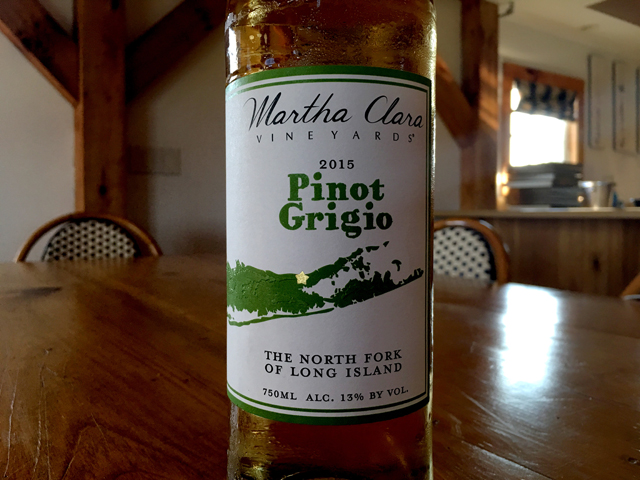 Martha Clara
VINEYARDS®
2015
Pinot
Grigio
THE NORTH FORK
OF LONG ISLAND
750ML ALC. 13% BY VOL.